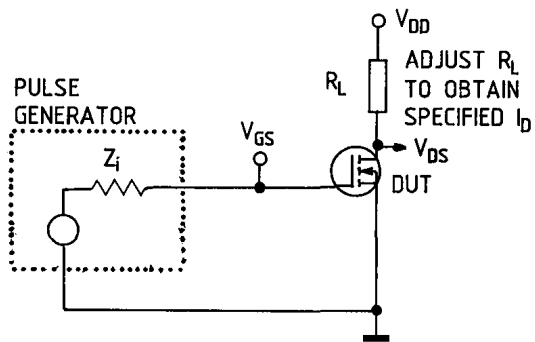 V_DD
ADJUST R_L
TO OBTAIN
SPECIFIED I_D
R_L
PULSE
GENERATOR
Z_i
V_GS
V_DS
DUT